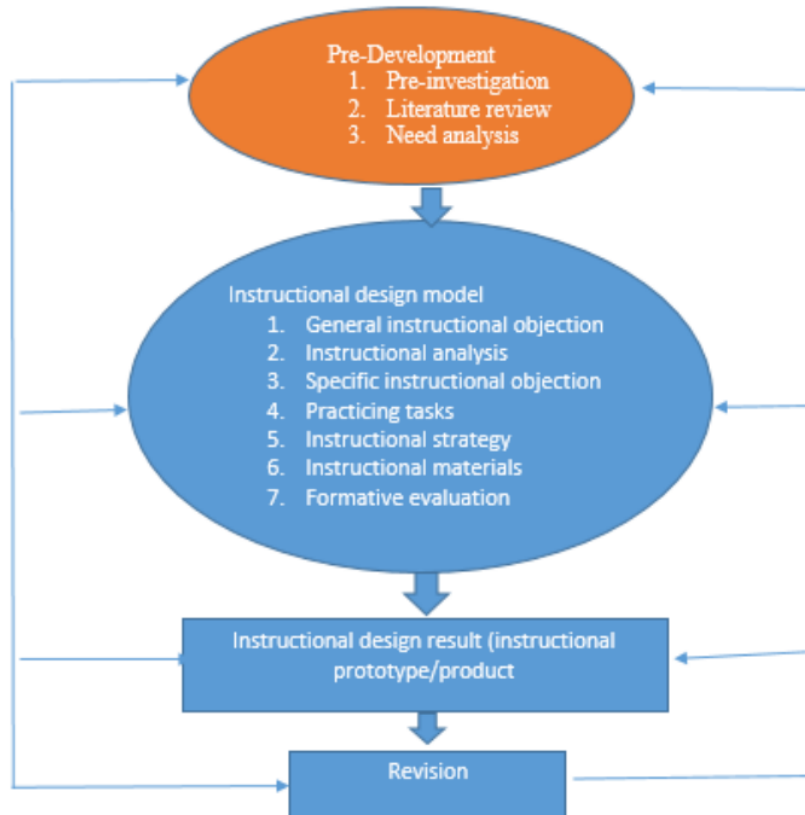 Pre-Development
1. Pre-investigation
2. Literature review
3. Need analysis
Instructional design model
1. General instructional objection
2. Instructional analysis
3. Specific instructional objection
4. Practicing tasks
5. Instructional strategy
6. Instructional materials
7. Formative evaluation
Instructional design result (instructional
prototype/product
Revision